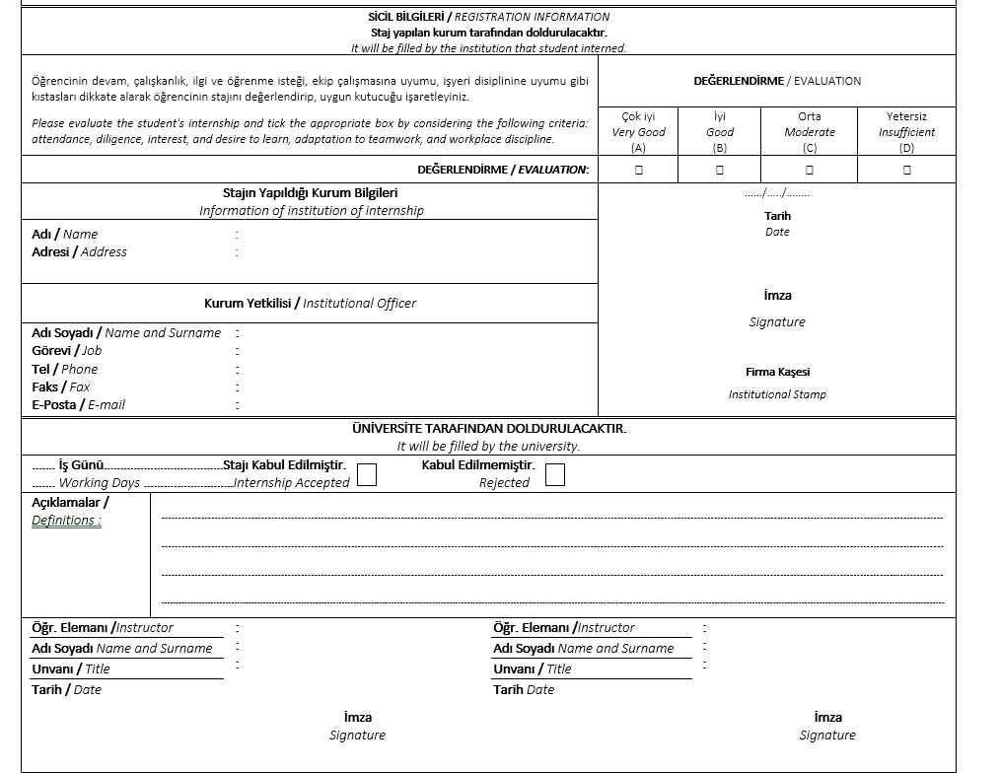 SİCİL BİLGİLERİ / REGISTRATION INFORMATION
Staj yapılan kurum tarafından doldurulacaktır.
It will be filled by the institution that student interned.
Öğrencinin devam, çalışkanlık, ilgi ve öğrenme isteği, ekip çalışmasına uyumu, işyeri disiplinine uyumu gibi
kıstasları dikkate alarak öğrencinin stajını değerlendirip, uygun kutucuğu işaretleyiniz.
Please evaluate the student's internship and tick the appropriate box by considering the following criteria:
attendance, diligence, interest, and desire to learn, adaptation to teamwork, and workplace discipline.
DEĞERLENDİRME / EVALUATION
Çok iyi
Very Good
(A)
İyi
Good
(B)
Orta
Moderate
(C)
Yetersiz
Insufficient
(D)
DEĞERLENDİRME / EVALUATION: □ □ □ □
Stajın Yapıldığı Kurum Bilgileri
Information of institution of internship
Adı / Name :
Adresi / Address :
Kurum Yetkilisi / Institutional Officer
Adı Soyadı / Name and Surname :
Görevi / Job :
Tel / Phone :
Faks / Fax :
E-Posta / E-mail :
....../...../........
Tarih
Date
İmza
Signature
Firma Kaşesi
Institutional Stamp
ÜNİVERSİTE TARAFINDAN DOLDURULACAKTIR.
It will be filled by the university.
....... İş Günü...................................Stajı Kabul Edilmiştir. Kabul Edilmemiştir.
....... Working Days ..........................Internship Accepted Rejected
Açıklamalar /
Definitions :
Öğr. Elemanı /Instructor :
Adı Soyadı Name and Surname :
Unvanı / Title :
Tarih / Date
İmza
Signature
Öğr. Elemanı /Instructor :
Adı Soyadı Name and Surname :
Unvanı / Title :
Tarih Date
İmza
Signature